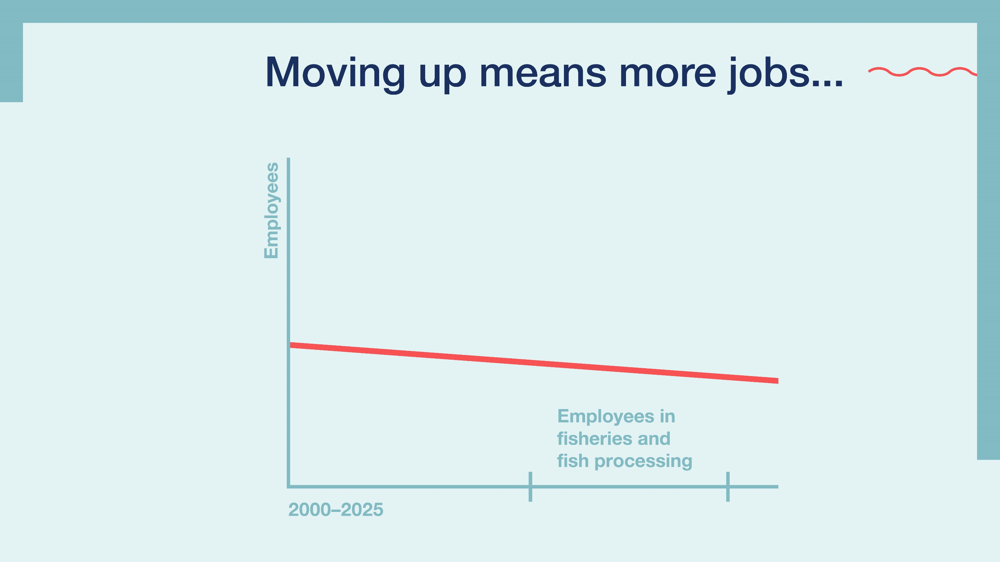 Moving up means more jobs...
Employees
Employees in
fisheries and
fish processing
2000–2025